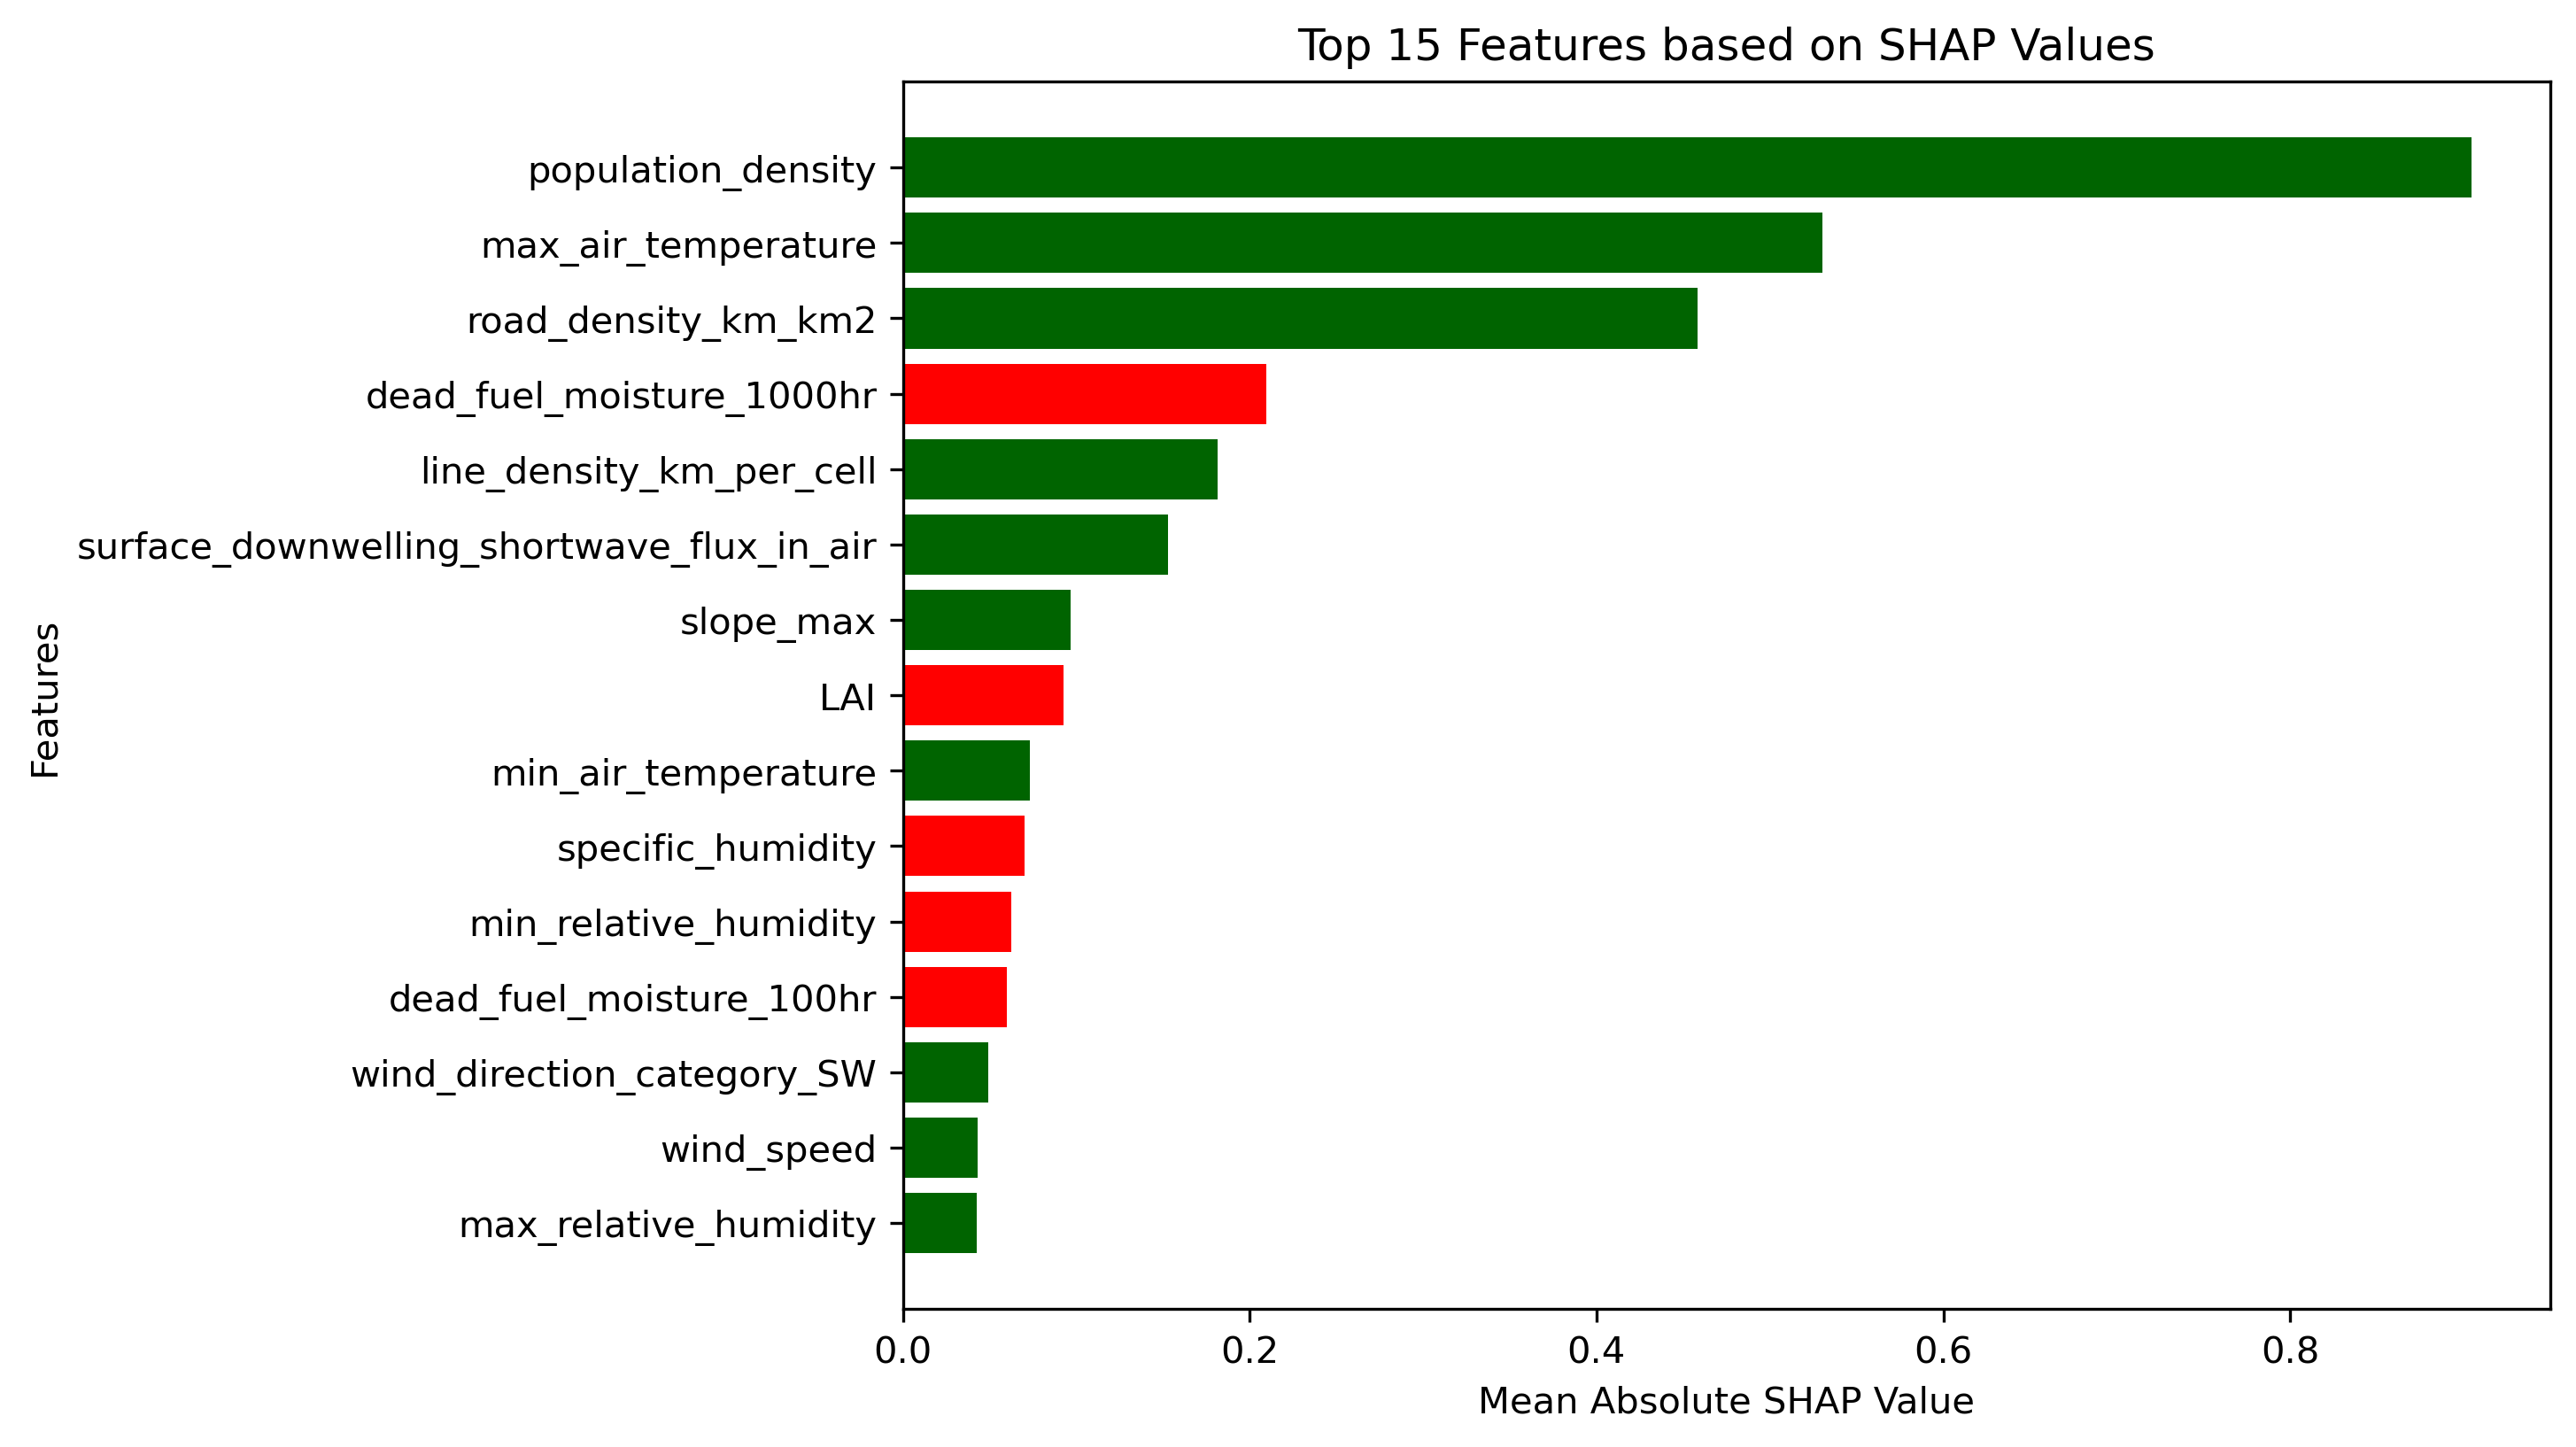 Top 15 Features based on SHAP Values
population_density
max_air_temperature
road_density_km_km2
dead_fuel_moisture_1000hr
line_density_km_per_cell
surface_downwelling_shortwave_flux_in_air
slope_max
LAI
min_air_temperature
specific_humidity
min_relative_humidity
dead_fuel_moisture_100hr
wind_direction_category_SW
wind_speed
max_relative_humidity
Features
0.0 0.2 0.4 0.6 0.8
Mean Absolute SHAP Value